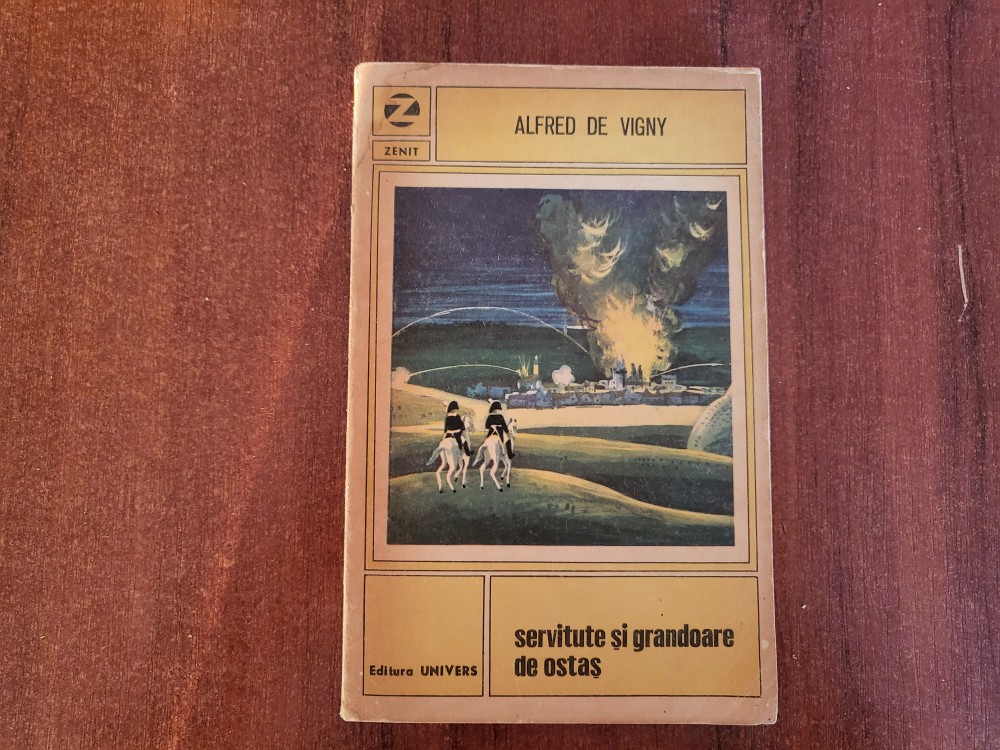 Z
ZENIT
ALFRED DE VIGNY
servitute și grandoare
de ostaș
Editura UNIVERS